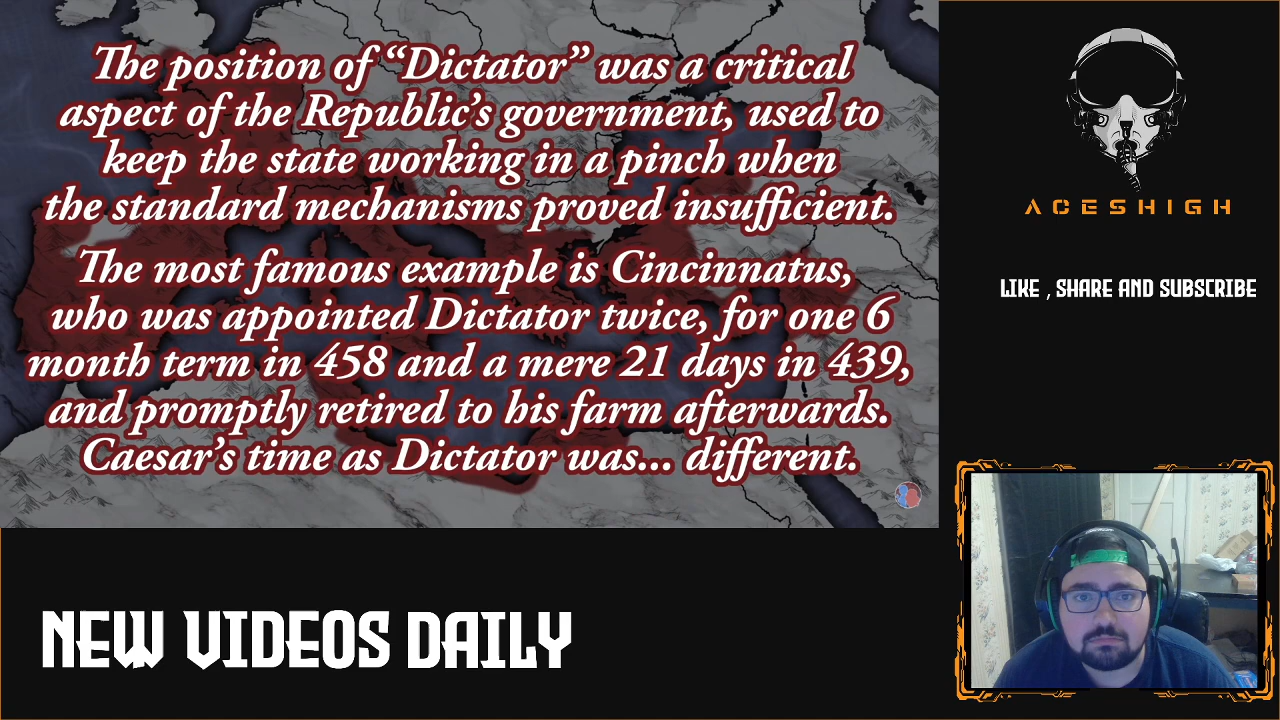 The position of “Dictator” was a critical
aspect of the Republic’s government, used to
keep the state working in a pinch when
the standard mechanisms proved insufficient.
The most famous example is Cincinnatus,
who was appointed Dictator twice, for one 6
month term in 458 and a mere 21 days in 439,
and promptly retired to his farm afterwards.
Caesar’s time as Dictator was... different.
ACESHIGH
LIKE , SHARE AND SUBSCRIBE
NEW VIDEOS DAILY